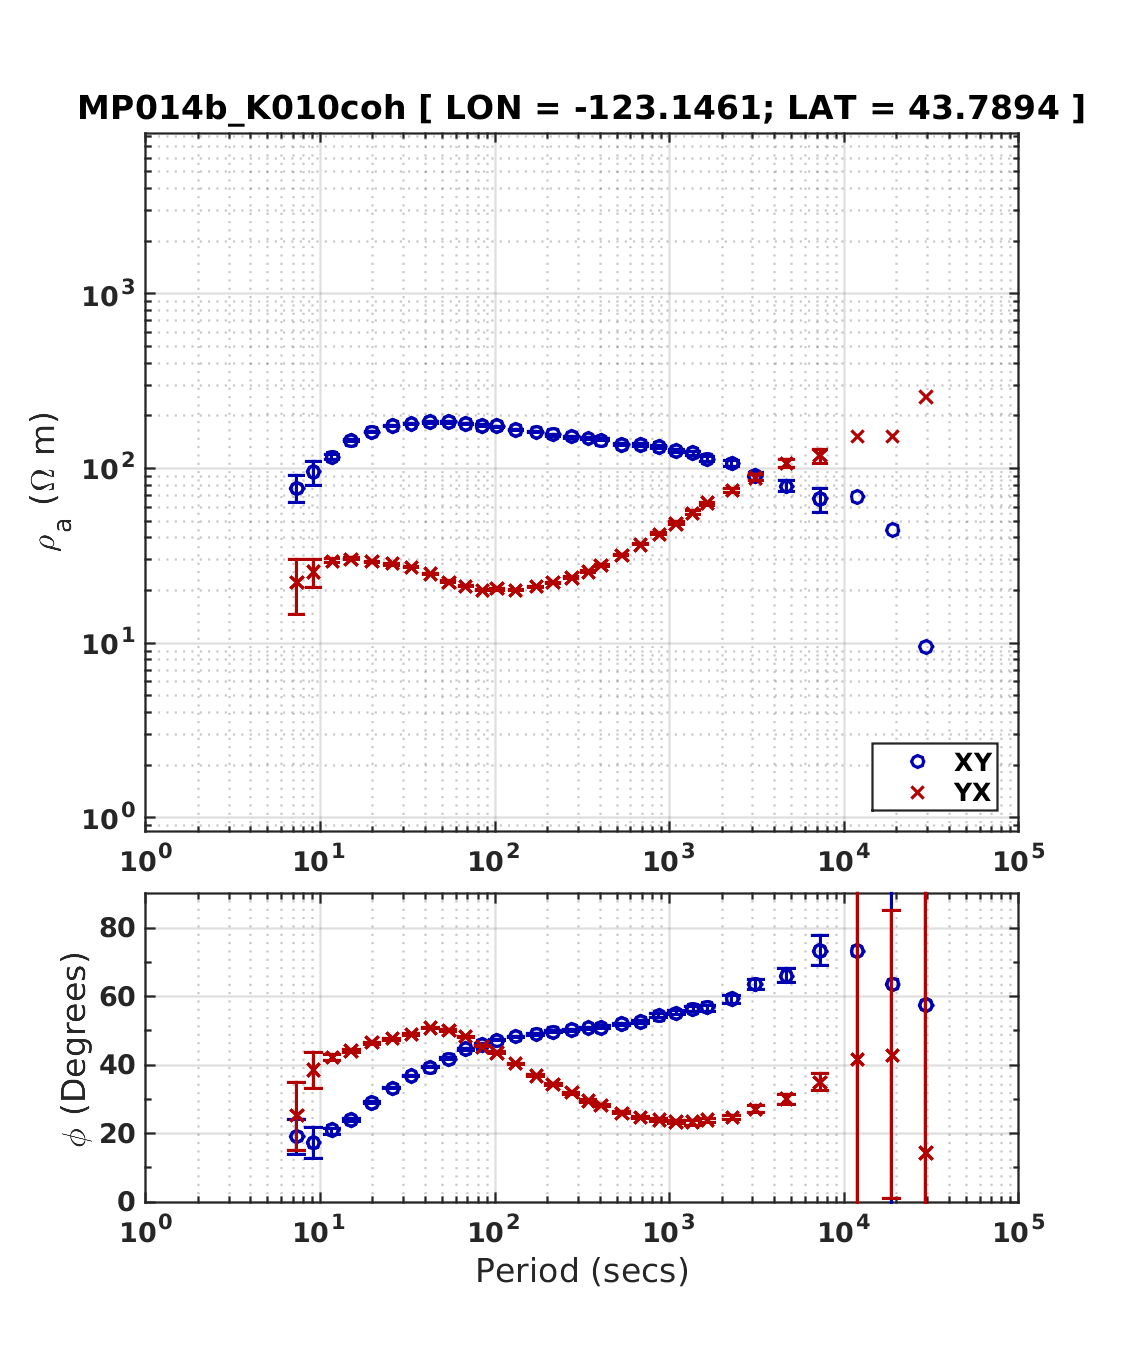 MP014b_K010coh [ LON = -123.1461; LAT = 43.7894 ]
10³
10²
10¹
10⁰
ρₐ (Ω m)
XY
YX
10⁰ 10¹ 10² 10³ 10⁴ 10⁵
80
60
40
20
0
ϕ (Degrees)
10⁰ 10¹ 10² 10³ 10⁴ 10⁵
Period (secs)